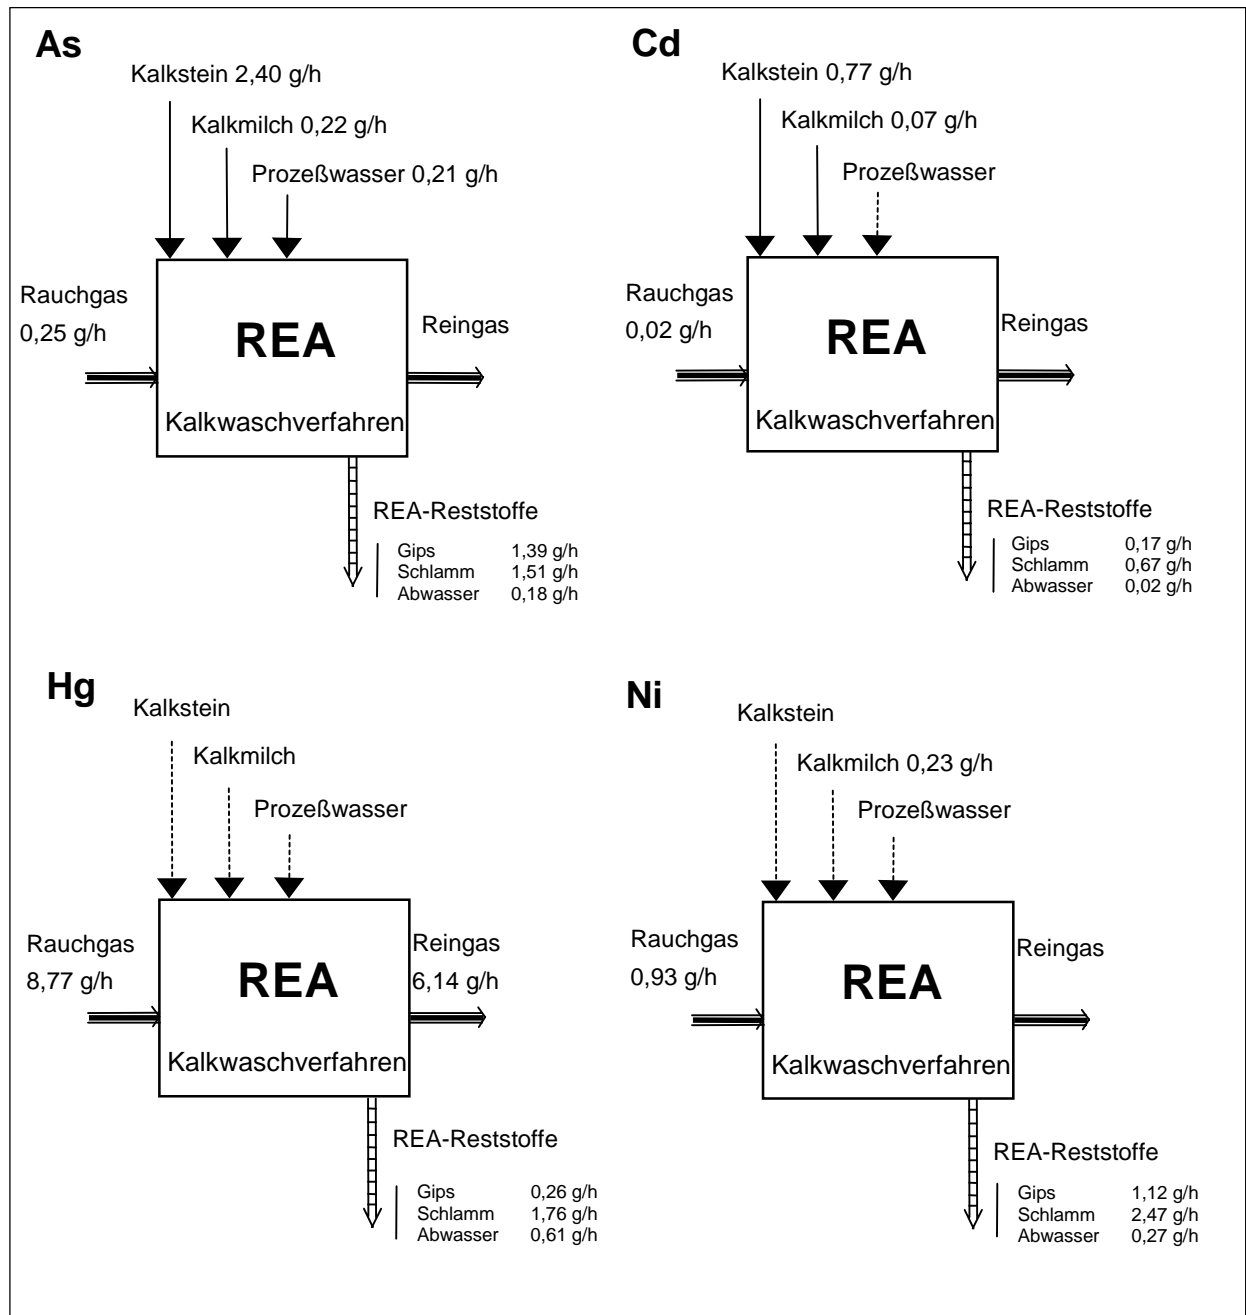 As
Kalkstein 2,40 g/h
Kalkmilch 0,22 g/h
Prozeßwasser 0,21 g/h
Rauchgas
0,25 g/h
REA
Reingas
Kalkwaschverfahren
REA-Reststoffe
Gips 1,39 g/h
Schlamm 1,51 g/h
Abwasser 0,18 g/h
Cd
Kalkstein 0,77 g/h
Kalkmilch 0,07 g/h
Prozeßwasser
Rauchgas
0,02 g/h
REA
Reingas
Kalkwaschverfahren
REA-Reststoffe
Gips 0,17 g/h
Schlamm 0,67 g/h
Abwasser 0,02 g/h
Hg
Kalkstein
Kalkmilch
Prozeßwasser
Rauchgas
8,77 g/h
REA
Reingas
6,14 g/h
Kalkwaschverfahren
REA-Reststoffe
Gips 0,26 g/h
Schlamm 1,76 g/h
Abwasser 0,61 g/h
Ni
Kalkstein
Kalkmilch 0,23 g/h
Prozeßwasser
Rauchgas
0,93 g/h
REA
Reingas
Kalkwaschverfahren
REA-Reststoffe
Gips 1,12 g/h
Schlamm 2,47 g/h
Abwasser 0,27 g/h